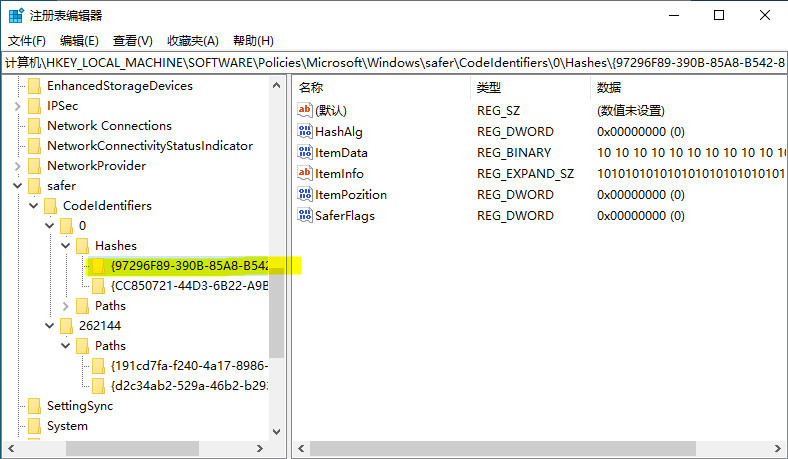 注册表编辑器
文件(F) 编辑(E) 查看(V) 收藏夹(A) 帮助(H)
计算机\HKEY_LOCAL_MACHINE\SOFTWARE\Policies\Microsoft\Windows\safer\CodeIdentifiers\0\Hashes\{97296F89-390B-85A8-B542-8
EnhancedStorageDevices
IPSec
Network Connections
NetworkConnectivityStatusIndicator
NetworkProvider
safer
CodeIdentifiers
0
Hashes
{97296F89-390B-85A8-B542
{CC850721-44D3-6B22-A9B
Paths
262144
Paths
{191cd7fa-f240-4a17-8986-
{d2c34ab2-529a-46b2-b293
SettingSync
System
名称 类型 数据
(默认) REG_SZ (数值未设置)
HashAlg REG_DWORD 0x00000000 (0)
ItemData REG_BINARY 10 10 10 10 10 10 10 10 10 10 10
ItemInfo REG_EXPAND_SZ 101010101010101010101010101
ItemPozition REG_DWORD 0x00000000 (0)
SaferFlags REG_DWORD 0x00000000 (0)